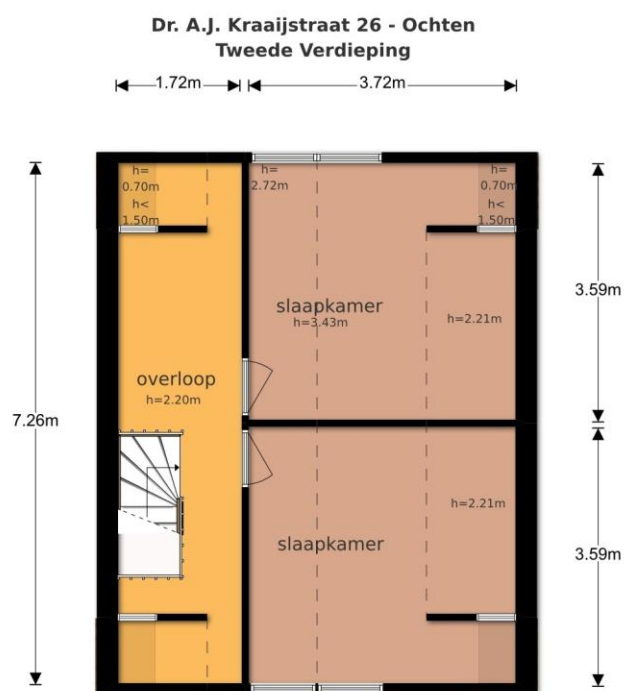 Dr. A.J. Kraaijstraat 26 - Ochten
Tweede Verdieping
1.72m
3.72m
h=
0.70m
h<
1.50m
h=
2.72m
h=
0.70m
h<
1.50m
3.59m
slaapkamer
h=3.43m
h=2.21m
overloop
h=2.20m
7.26m
h=2.21m
slaapkamer
3.59m